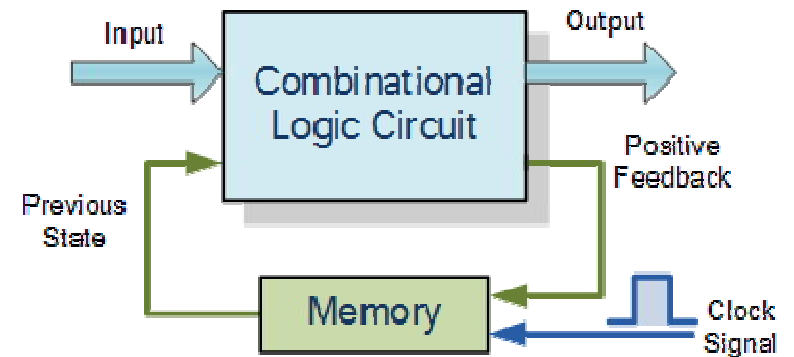 Input
Output
Combinational
Logic Circuit
Positive
Feedback
Previous
State
Memory
Clock
Signal